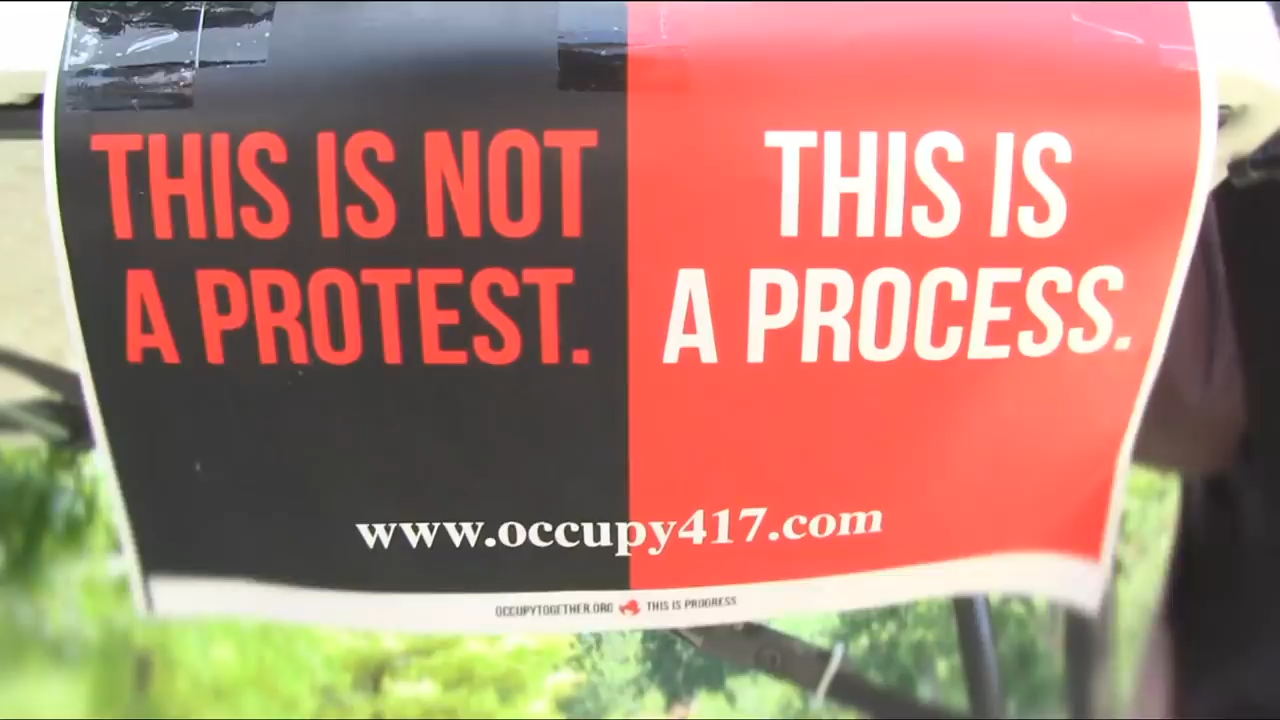 THIS IS NOT
A PROTEST.
THIS IS
A PROCESS.
www.occupy417.com
OCCUPYTOGETHER.ORG THIS IS PROGRESS